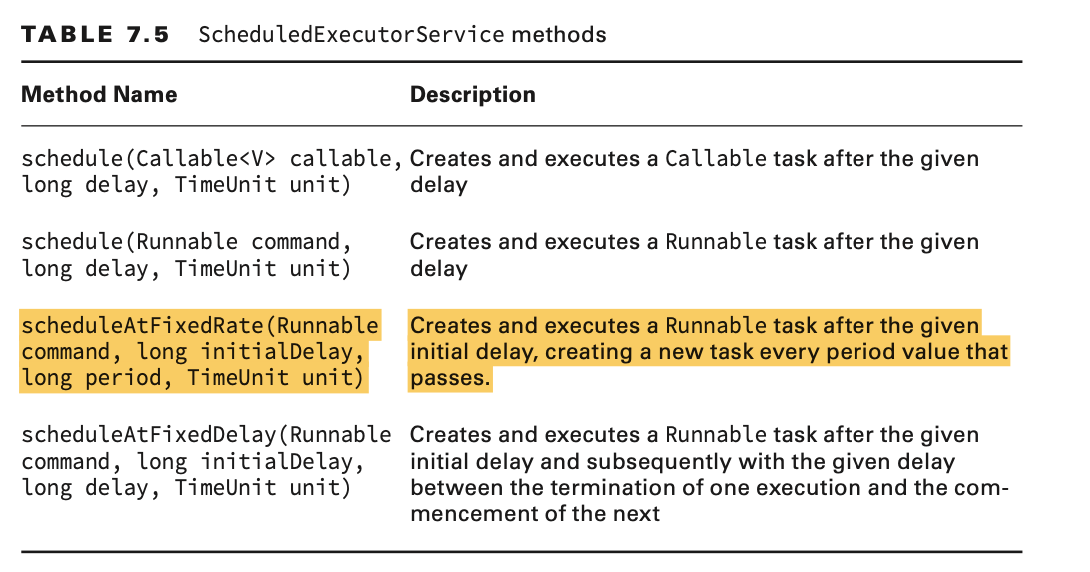 TABLE 7.5 ScheduledExecutorService methods
Method Name Description
schedule(Callable<V> callable, Creates and executes a Callable task after the given
long delay, TimeUnit unit) delay
schedule(Runnable command, Creates and executes a Runnable task after the given
long delay, TimeUnit unit) delay
scheduleAtFixedRate(Runnable Creates and executes a Runnable task after the given
command, long initialDelay, initial delay, creating a new task every period value that
long period, TimeUnit unit) passes.
scheduleAtFixedDelay(Runnable Creates and executes a Runnable task after the given
command, long initialDelay, initial delay and subsequently with the given delay
long delay, TimeUnit unit) between the termination of one execution and the com-
mencement of the next